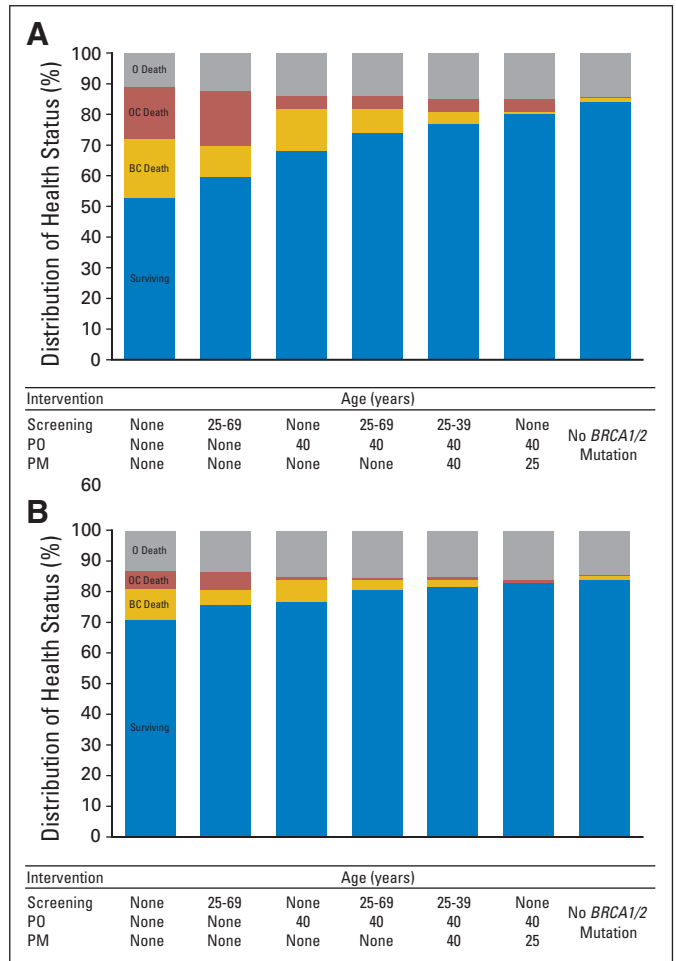 A
Distribution of Health Status (%)
100
90
80
70
60
50
40
30
20
10
0
O Death
OC Death
BC Death
Surviving
Intervention Age (years)
Screening None 25-69 None 25-69 25-39 None No BRCA1/2 Mutation
PO None None 40 40 40 40
PM None None None None 40 25
60
B
Distribution of Health Status (%)
100
90
80
70
60
50
40
30
20
10
0
O Death
OC Death
BC Death
Surviving
Intervention Age (years)
Screening None 25-69 None 25-69 25-39 None No BRCA1/2 Mutation
PO None None 40 40 40 40
PM None None None None 40 25